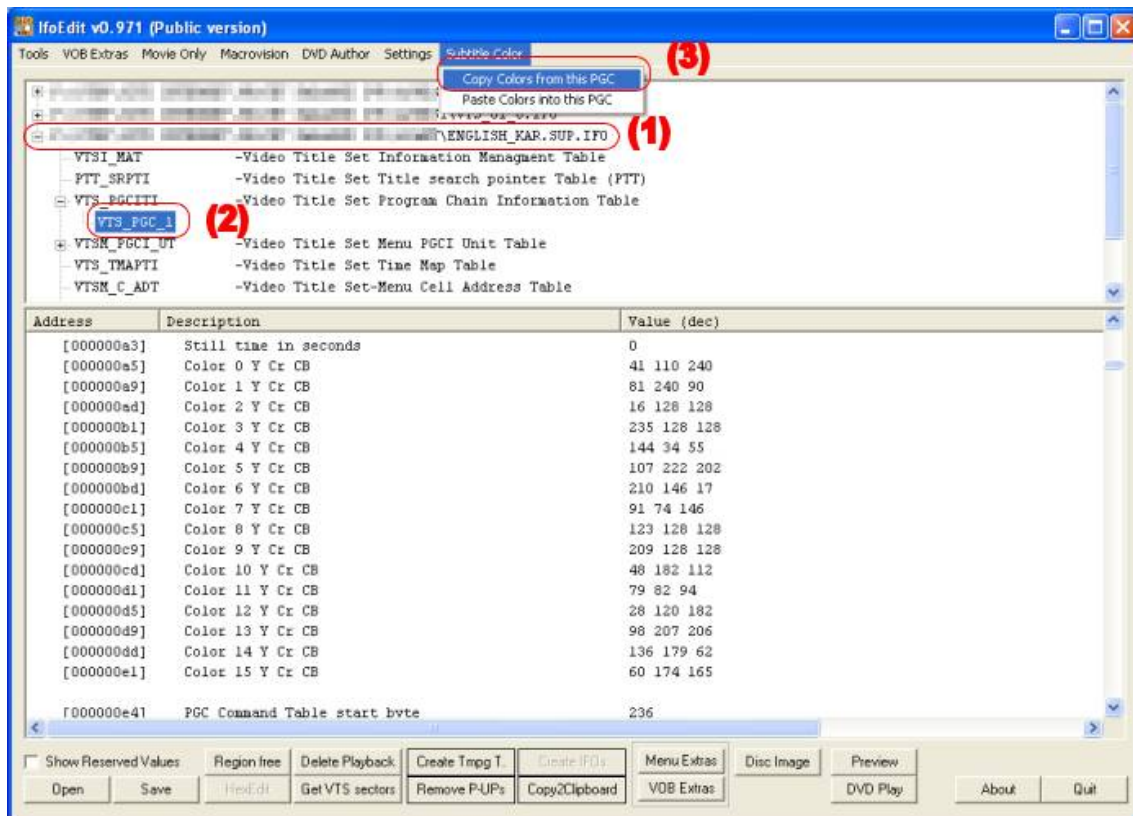 IfoEdit v0.971 (Public version)
Tools VOB Extras Movie Only Macrovision DVD Author Settings Subtitle Color
(3)
Copy Colors from this PGC
Paste Colors into this PGC
\VTS_01_0.IFO
\ENGLISH_KAR.SUP.IFO (1)
VTSI_MAT -Video Title Set Information Managment Table
PTT_SRPTI -Video Title Set Title search pointer Table (PTT)
VTS_PGCITI -Video Title Set Program Chain Information Table
VTS_PGC_1 (2)
VTSM_PGCI_UT -Video Title Set Menu PGCI Unit Table
VTS_TMAPTI -Video Title Set Time Map Table
VTSM_C_ADT -Video Title Set-Menu Cell Address Table
Address Description Value (dec)
[000000a3] Still time in seconds 0
[000000a5] Color 0 Y Cr CB 41 110 240
[000000a9] Color 1 Y Cr CB 81 240 90
[000000ad] Color 2 Y Cr CB 16 128 128
[000000b1] Color 3 Y Cr CB 235 128 128
[000000b5] Color 4 Y Cr CB 144 34 55
[000000b9] Color 5 Y Cr CB 107 222 202
[000000bd] Color 6 Y Cr CB 210 146 17
[000000c1] Color 7 Y Cr CB 91 74 146
[000000c5] Color 8 Y Cr CB 123 128 128
[000000c9] Color 9 Y Cr CB 209 128 128
[000000cd] Color 10 Y Cr CB 48 182 112
[000000d1] Color 11 Y Cr CB 79 82 94
[000000d5] Color 12 Y Cr CB 28 120 182
[000000d9] Color 13 Y Cr CB 98 207 206
[000000dd] Color 14 Y Cr CB 136 179 62
[000000e1] Color 15 Y Cr CB 60 174 165
[000000e4] PGC Command Table start byte 236
Show Reserved Values Region free Delete Playback Create Tmpg T.. Create IFOs Menu Extras Disc Image Preview
Open Save HexEdit Get VTS sectors Remove P-UPs Copy2Clipboard VOB Extras DVD Play About Quit